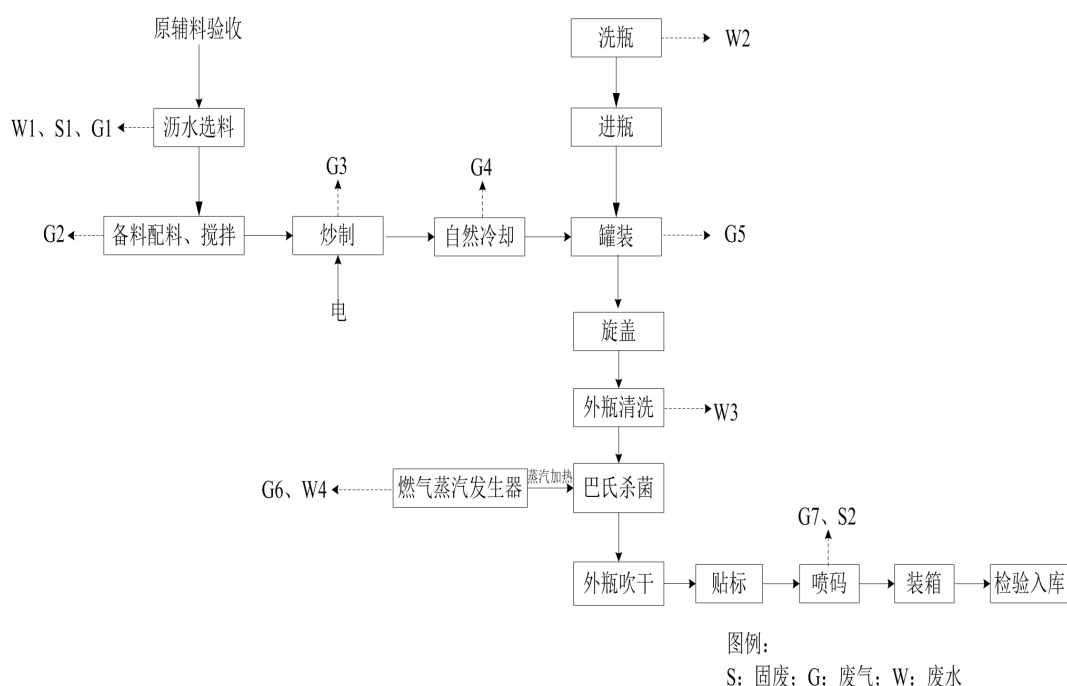 原辅料验收
洗瓶
W2
W1、S1、G1
沥水选料
进瓶
G3
G4
G2
备料配料、搅拌
炒制
自然冷却
罐装
G5
电
旋盖
外瓶清洗
W3
G6、W4
燃气蒸汽发生器
蒸汽加热
巴氏杀菌
G7、S2
外瓶吹干
贴标
喷码
装箱
检验入库
图例：
S：固废；G：废气；W：废水